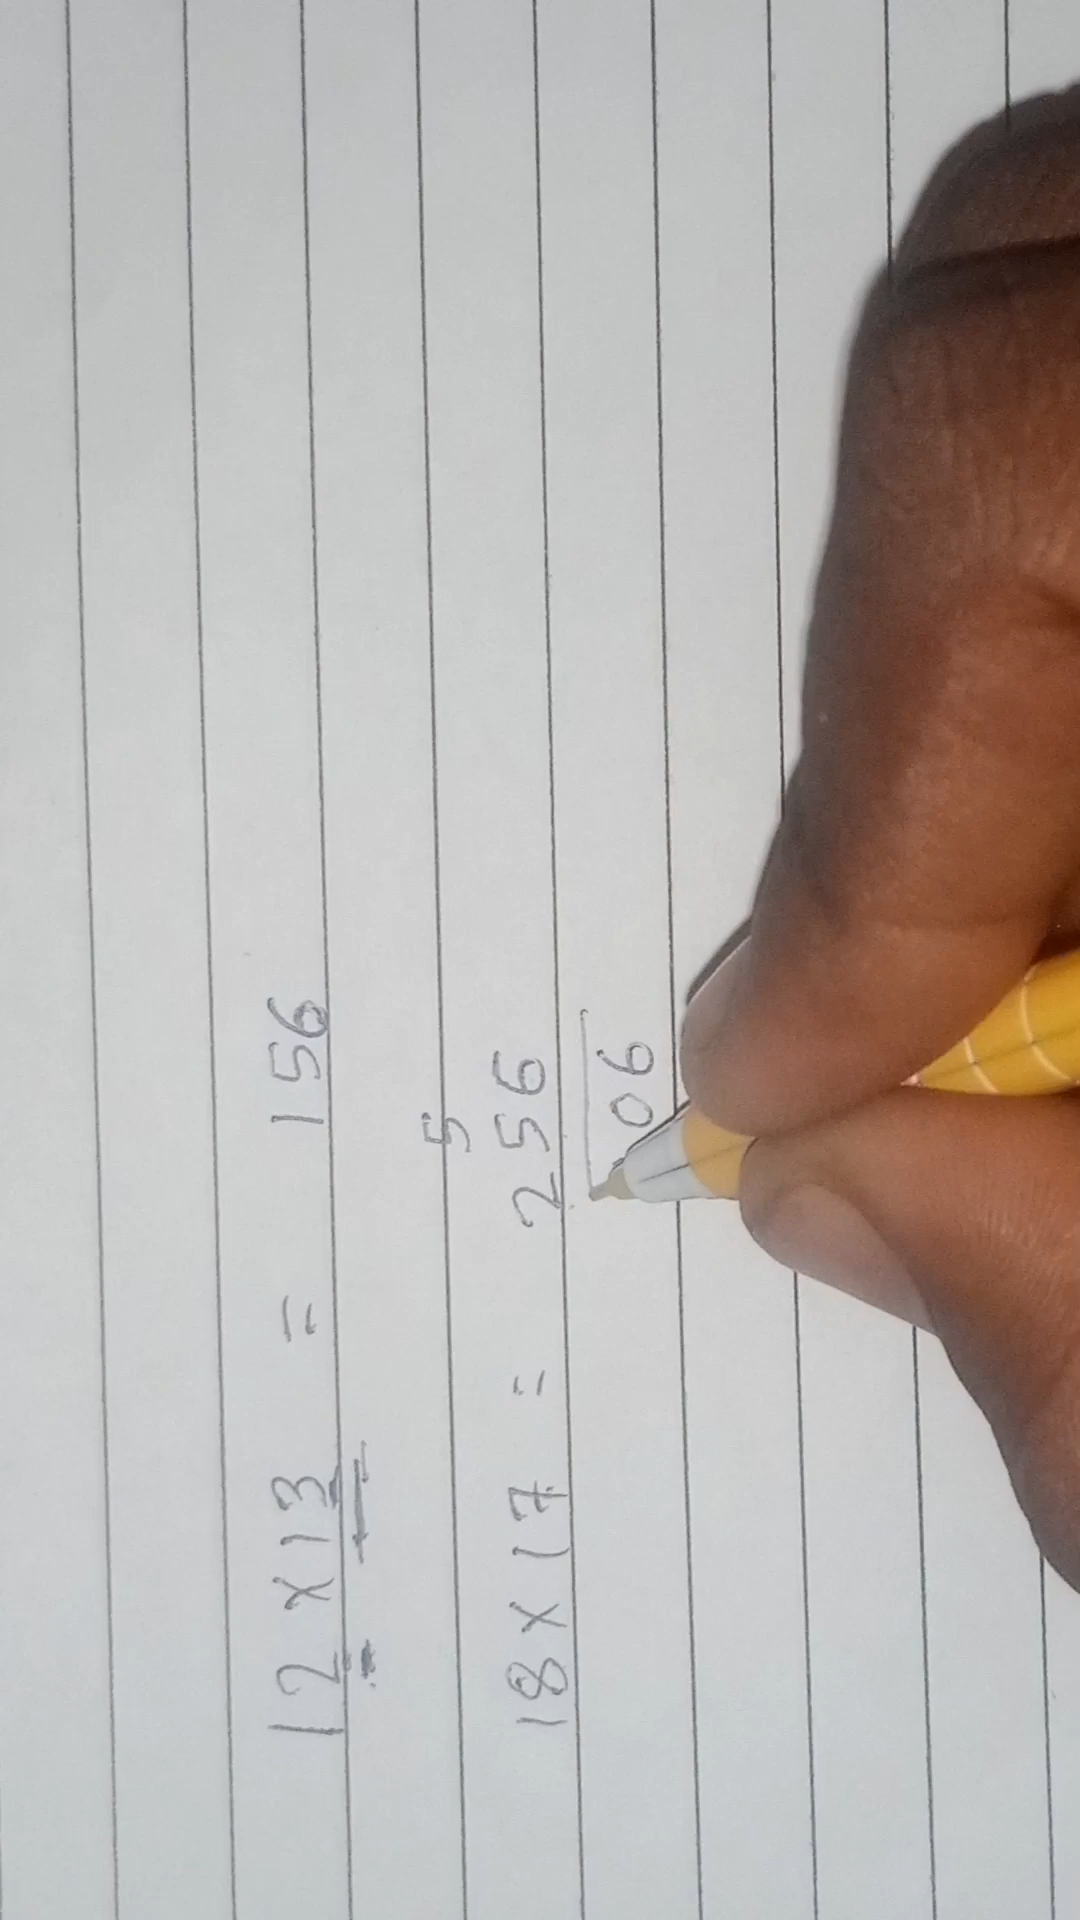 12 x 13 = 156
5
18 x 17 = 256
06